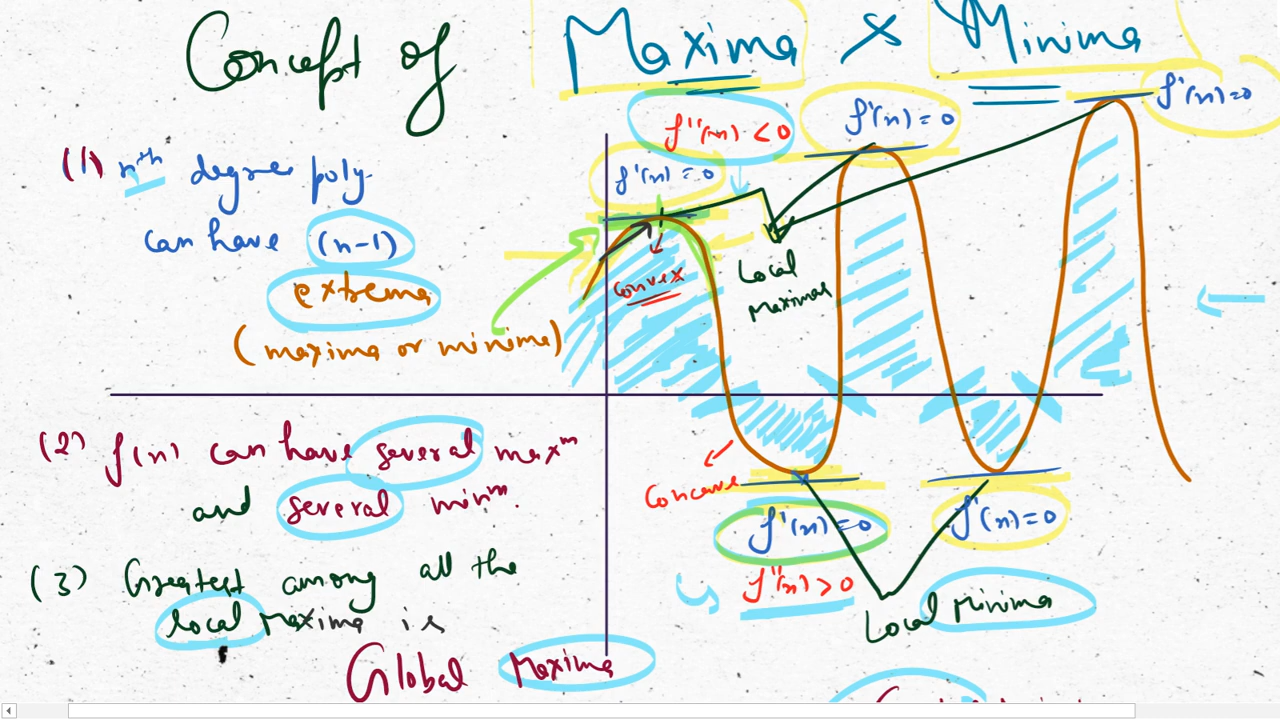 Concept of Maxima & Minima
(1) nth degree poly.
can have (n-1)
extrema
(maxima or minima)
f'(n) = 0
f''(n) < 0
f'(n) = 0
f'(n) = 0
convex
Local
Maximas
(2) f(n) can have several maxm
and several minm.
Concave
f'(n) = 0
f''(n) > 0
f'(n) = 0
Local Minima
(3) Greatest among all the
local maxima is
Global Maxima